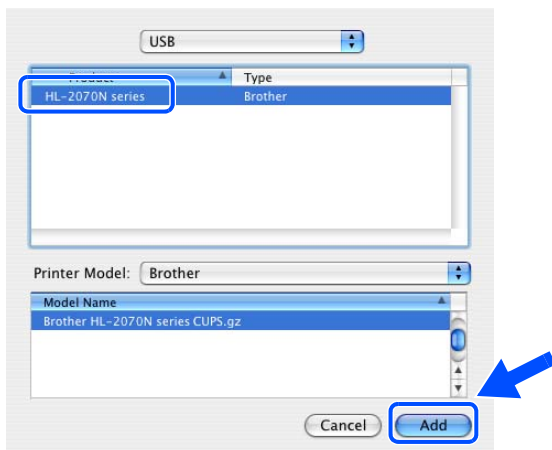 USB
Product Type
HL-2070N series Brother
Printer Model: Brother
Model Name
Brother HL-2070N series CUPS.gz
Cancel Add